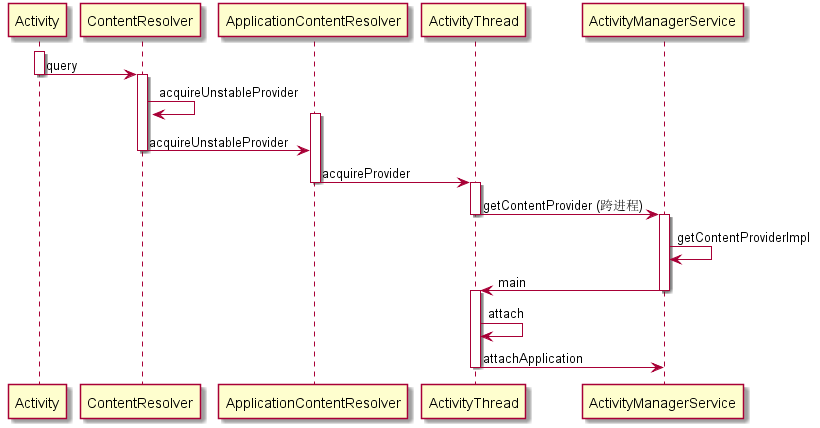 Activity
ContentResolver
ApplicationContentResolver
ActivityThread
ActivityManagerService
query
acquireUnstableProvider
acquireUnstableProvider
acquireProvider
getContentProvider (跨进程)
getContentProviderImpl
main
attach
attachApplication
Activity
ContentResolver
ApplicationContentResolver
ActivityThread
ActivityManagerService